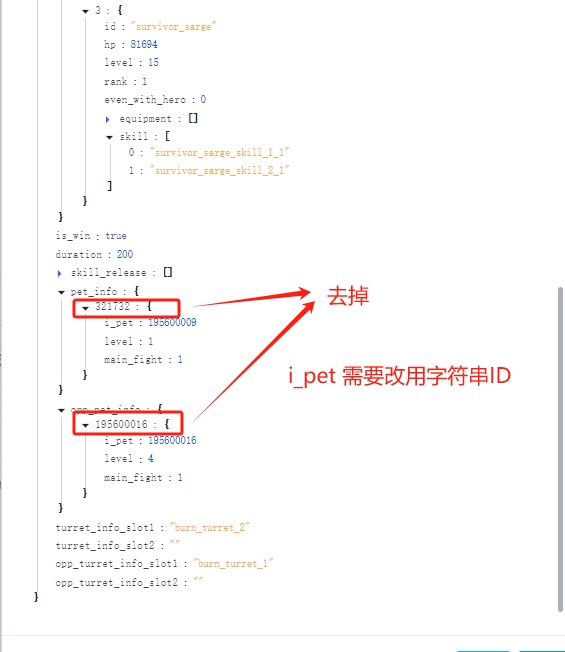 3 : {
id : "survivor_sarge"
hp : 81694
level : 15
rank : 1
even_with_hero : 0
equipment : []
skill : [
0 : "survivor_sarge_skill_1_1"
1 : "survivor_sarge_skill_2_1"
]
}
}
is_win : true
duration : 200
skill_release : []
pet_info : {
321732 : {
去掉
i_pet : 195600009
level : 1
main_fight : 1
i_pet 需要改用字符串ID
}
}
opp_pet_info : {
195600016 : {
i_pet : 195600016
level : 4
main_fight : 1
}
}
turret_info_slot1 : "burn_turret_2"
turret_info_slot2 : ""
opp_turret_info_slot1 : "burn_turret_1"
opp_turret_info_slot2 : ""
}